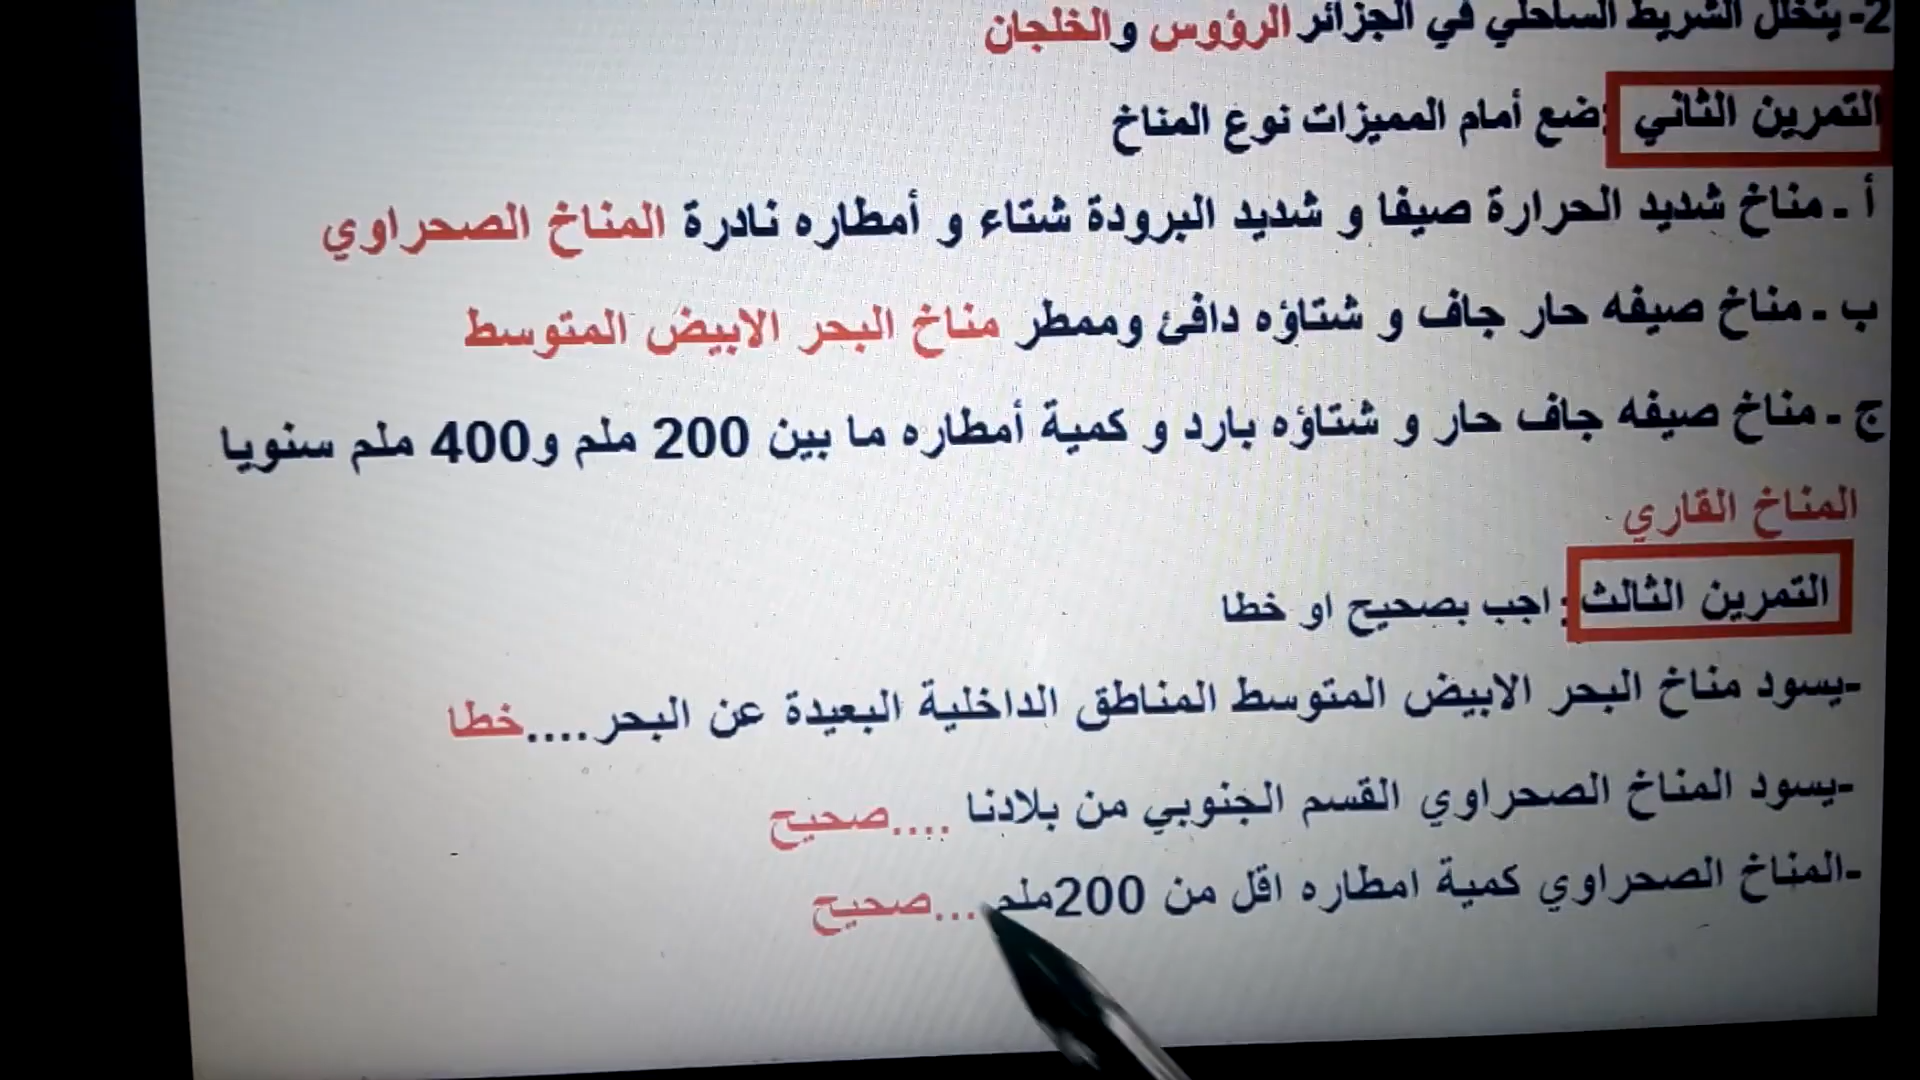 2- يتخلل الشريط الساحلي في الجزائر الرؤوس والخلجان
التمرين الثاني :ضع أمام المميزات نوع المناخ
أ - مناخ شديد الحرارة صيفا و شديد البرودة شتاء و أمطاره نادرة المناخ الصحراوي
ب - مناخ صيفه حار جاف و شتاؤه دافئ وممطر مناخ البحر الابيض المتوسط
ج - مناخ صيفه جاف حار و شتاؤه بارد و كمية أمطاره ما بين 200 ملم و400 ملم سنويا
المناخ القاري
التمرين الثالث : اجب بصحيح او خطا
-يسود مناخ البحر الابيض المتوسط المناطق الداخلية البعيدة عن البحر....خطا
-يسود المناخ الصحراوي القسم الجنوبي من بلادنا ....صحيح
-المناخ الصحراوي كمية امطاره اقل من 200ملم ...صحيح